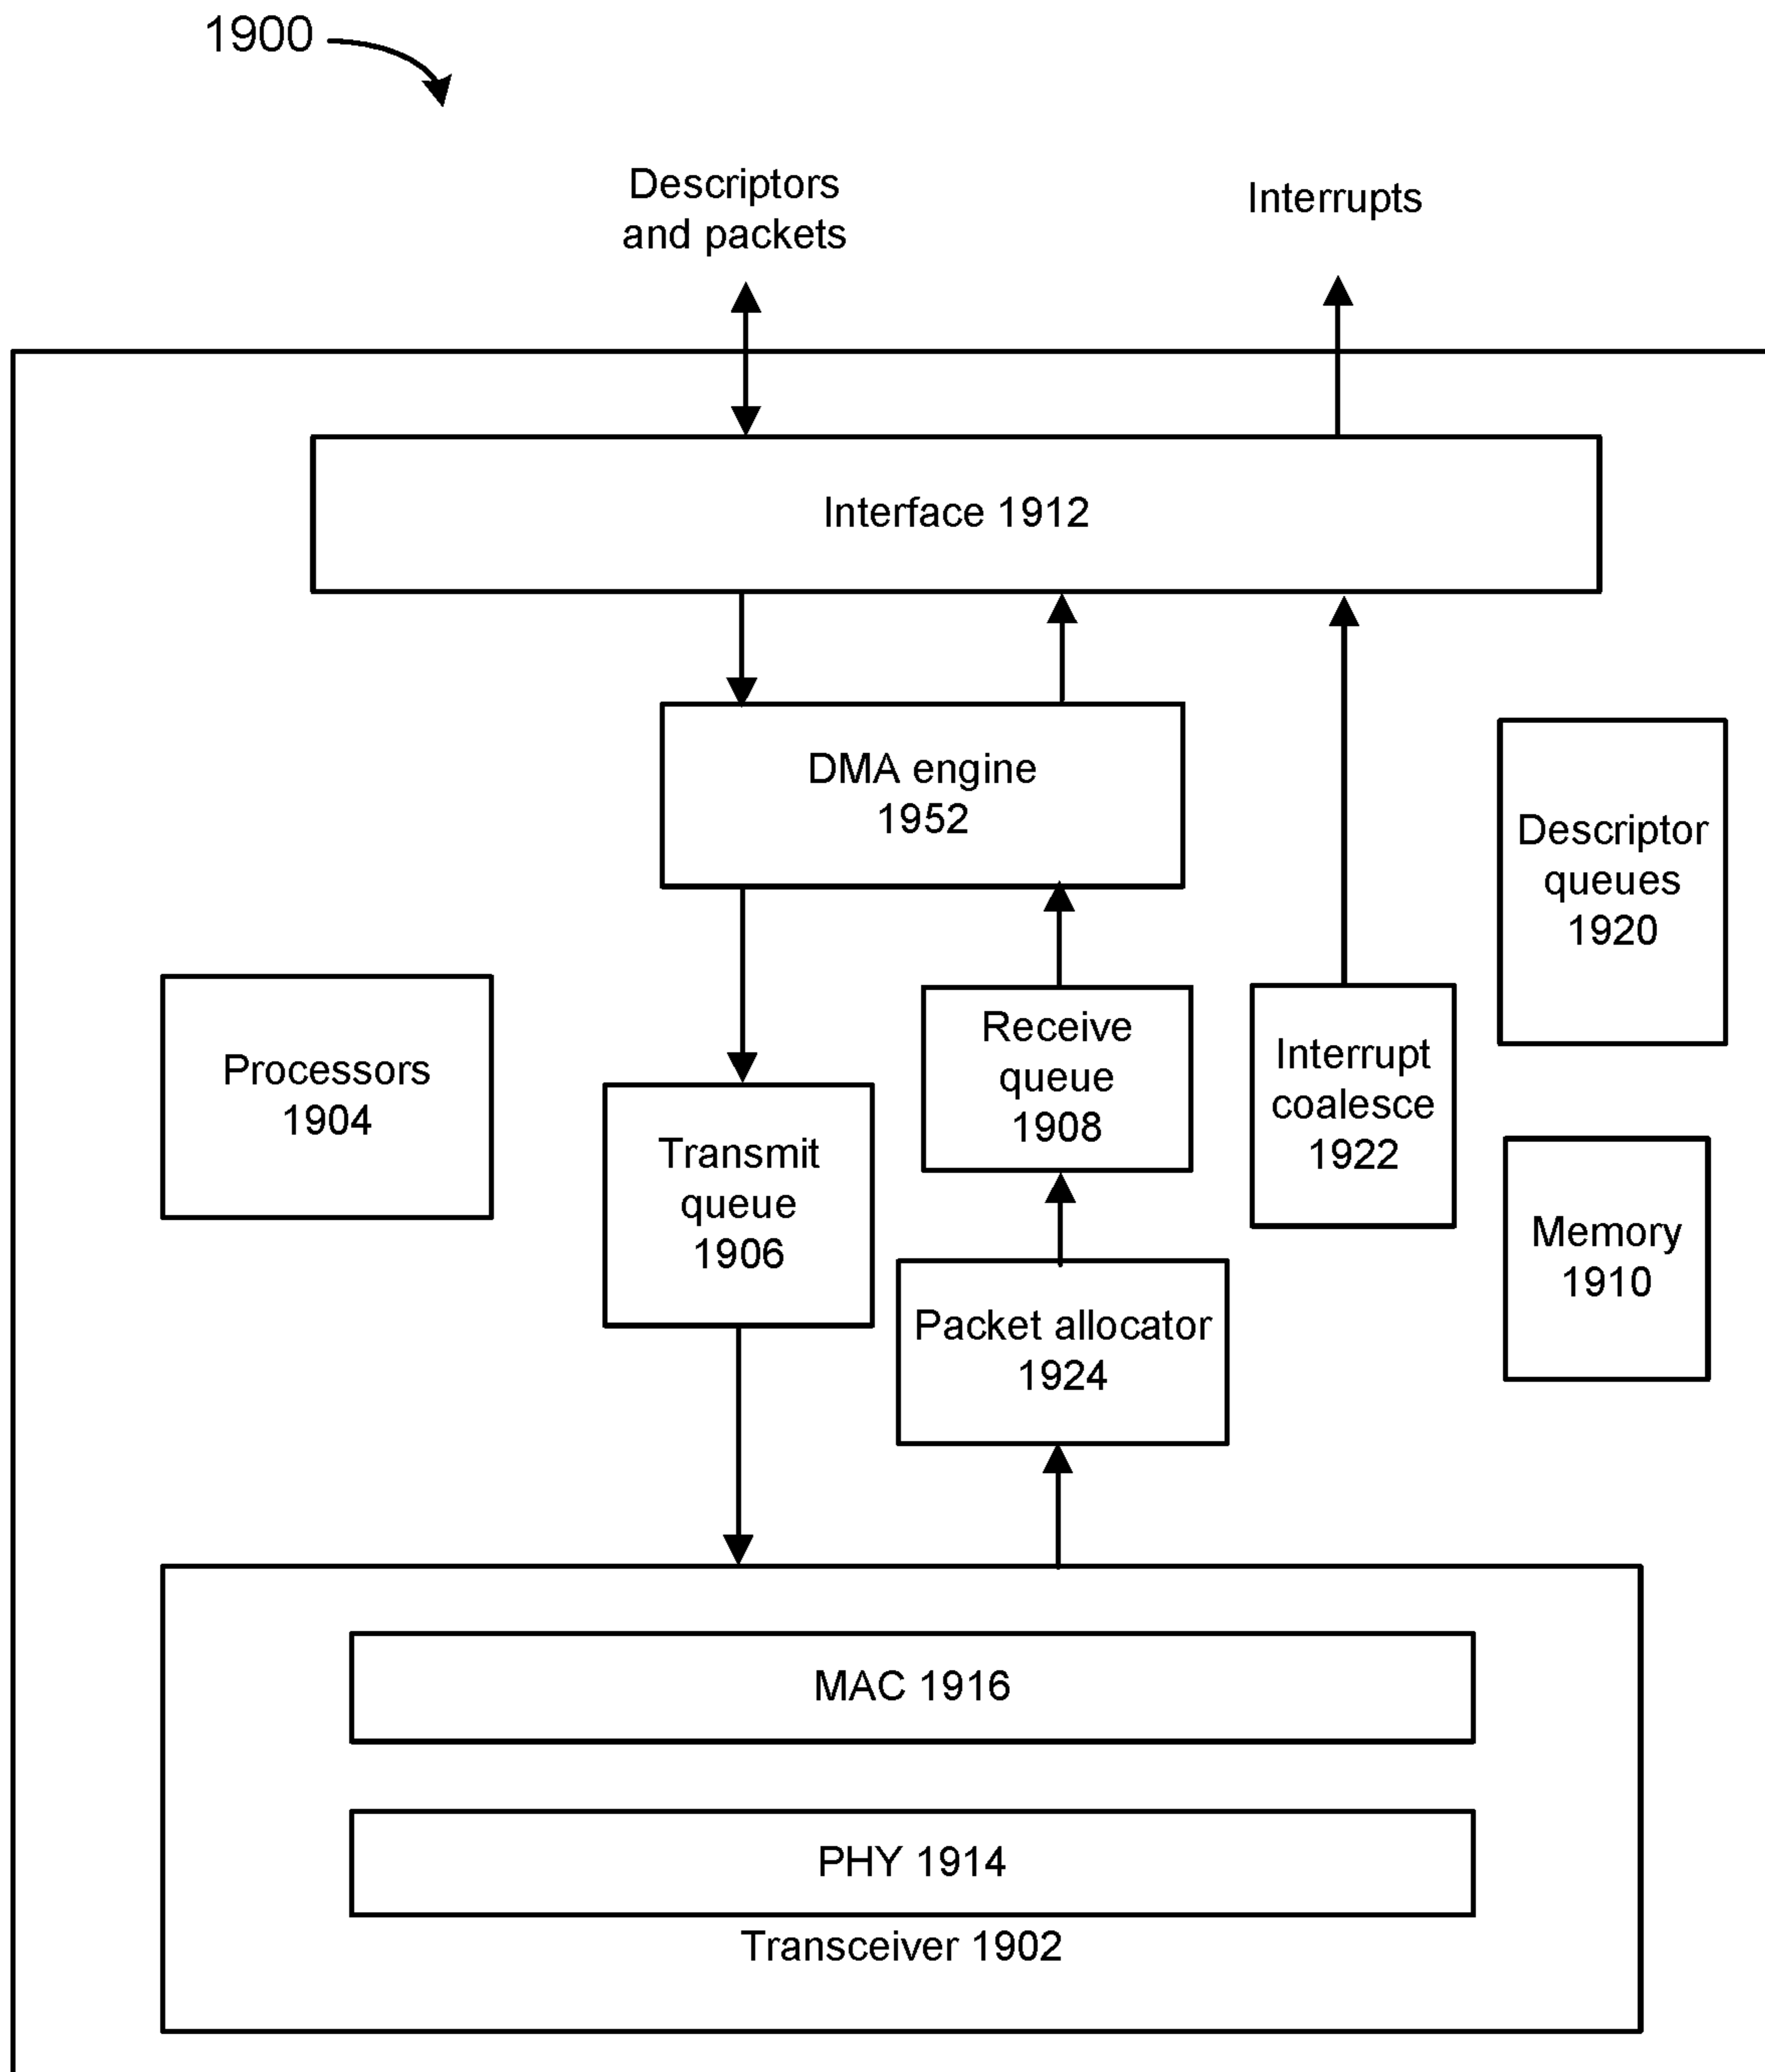 1900
Descriptors
and packets
Interrupts
Interface 1912
DMA engine
1952
Descriptor
queues
1920
Processors
1904
Transmit
queue
1906
Receive
queue
1908
Interrupt
coalesce
1922
Memory
1910
Packet allocator
1924
MAC 1916
PHY 1914
Transceiver 1902